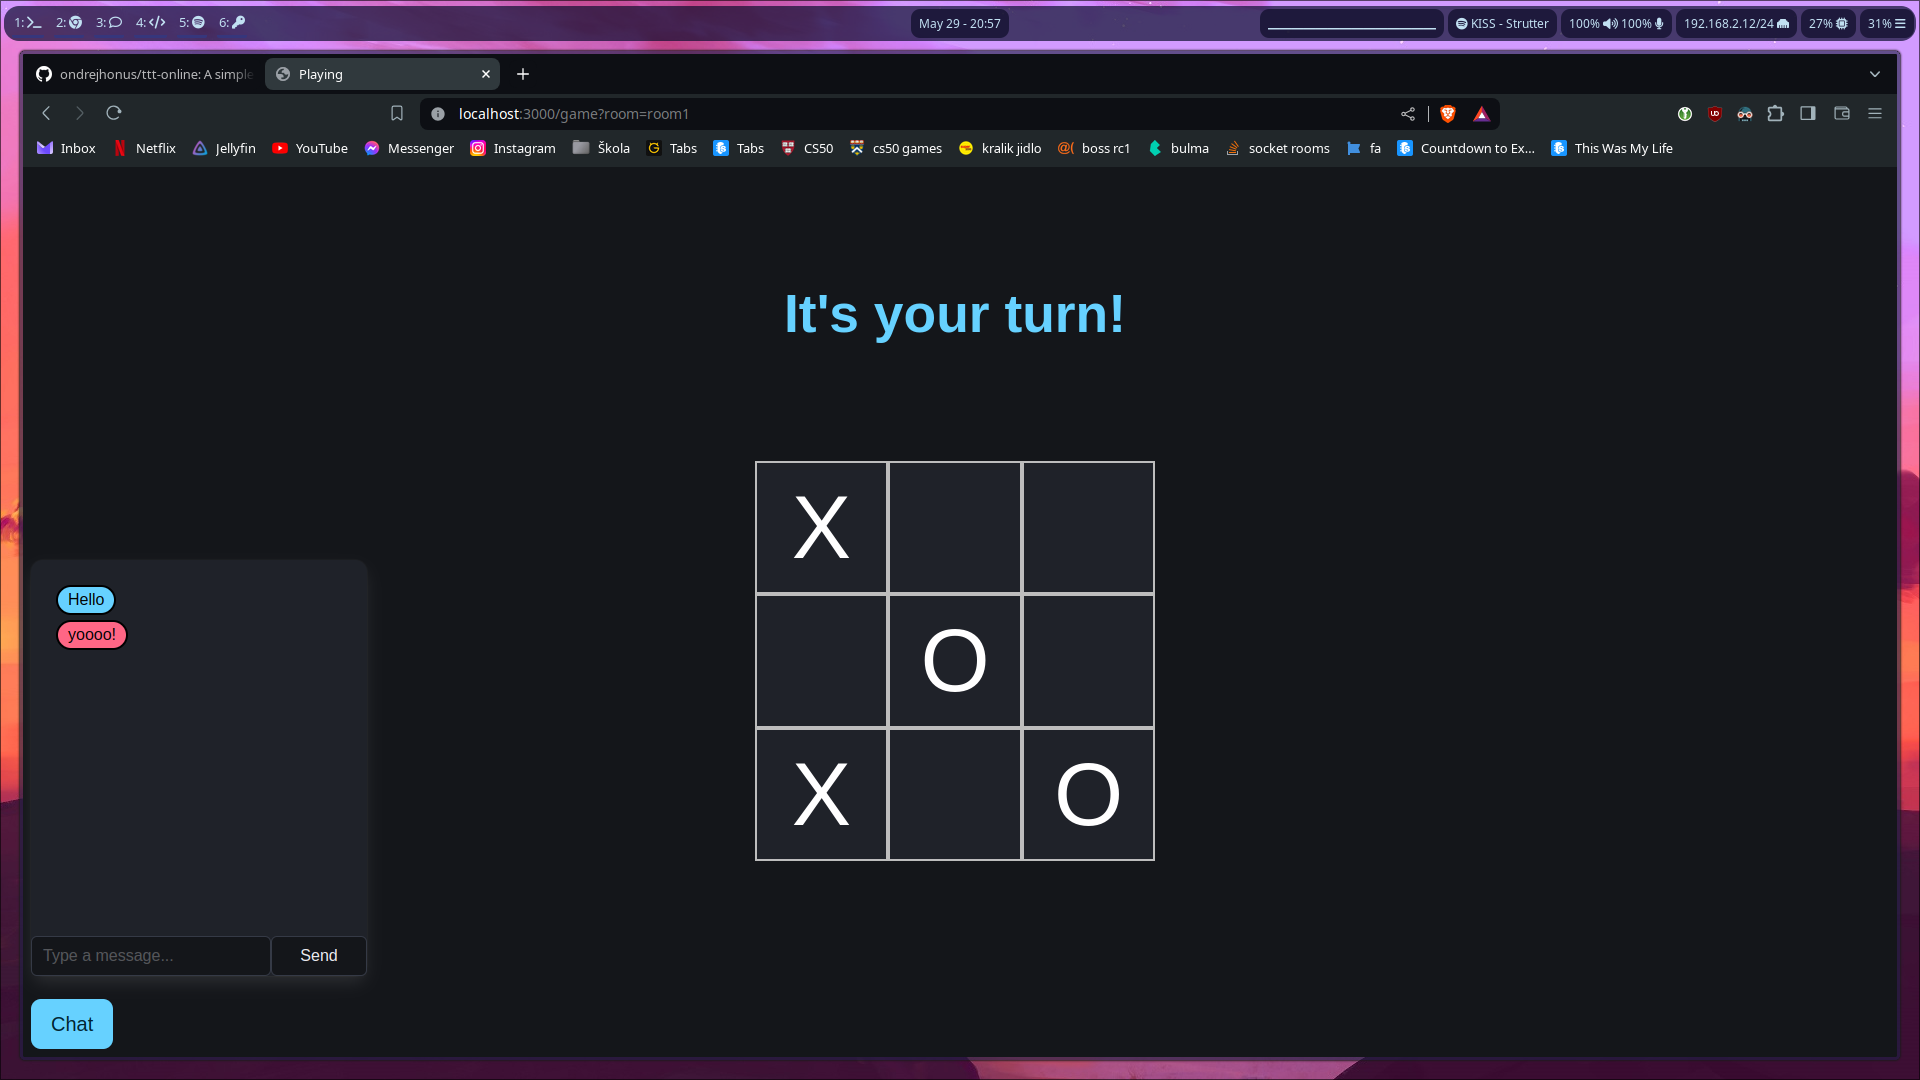 1: 2: 3: 4: 5: 6:
May 29 - 20:57
KISS - Strutter
100% 100%
192.168.2.12/24
27%
31%
ondrejhonus/ttt-online: A simple
Playing
localhost:3000/game?room=room1
Inbox Netflix Jellyfin YouTube Messenger Instagram Škola Tabs Tabs CS50 cs50 games kralik jidlo boss rc1 bulma socket rooms fa Countdown to Ex... This Was My Life
It's your turn!
X
O
X O
Hello
yoooo!
Type a message... Send
Chat